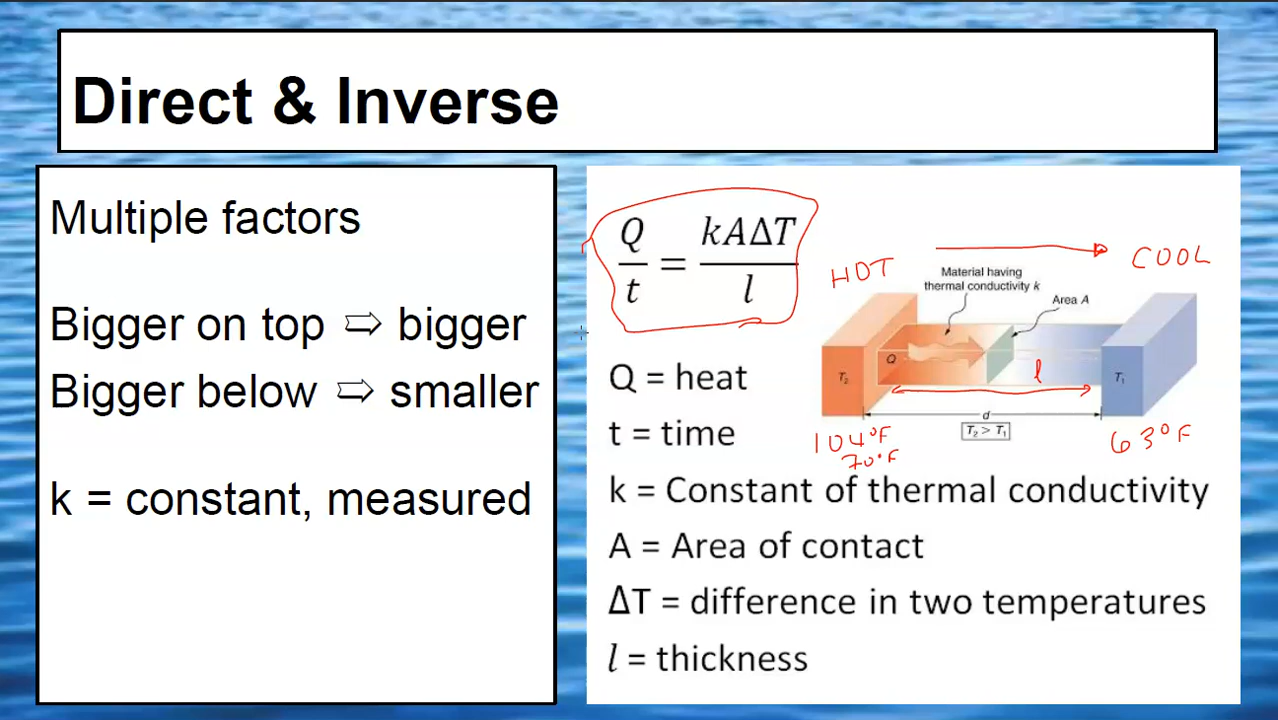 Direct & Inverse
Multiple factors
Bigger on top ⇨ bigger
Bigger below ⇨ smaller
k = constant, measured
Q/t = kAΔT/l
HOT
COOL
Material having
thermal conductivity k
Area A
Q
T₂
T₁
l
d
T₂ > T₁
104°F
70°F
63°F
Q = heat
t = time
k = Constant of thermal conductivity
A = Area of contact
ΔT = difference in two temperatures
l = thickness